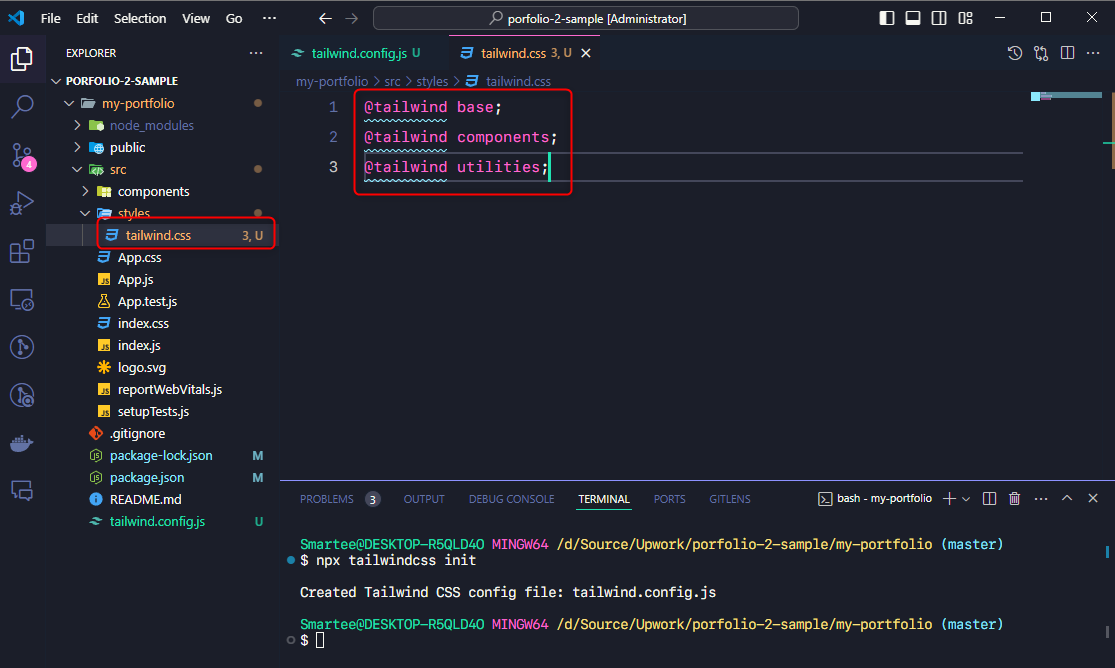 File Edit Selection View Go ··· porfolio-2-sample [Administrator]
EXPLORER ···
PORFOLIO-2-SAMPLE
my-portfolio
node_modules
public
src
components
styles
tailwind.css 3, U
App.css
App.js
App.test.js
index.css
index.js
logo.svg
reportWebVitals.js
setupTests.js
.gitignore
package-lock.json M
package.json M
README.md
tailwind.config.js U
4
tailwind.config.js U tailwind.css 3, U
my-portfolio > src > styles > tailwind.css
1 @tailwind base;
2 @tailwind components;
3 @tailwind utilities;
PROBLEMS 3 OUTPUT DEBUG CONSOLE TERMINAL PORTS GITLENS bash - my-portfolio
Smartee@DESKTOP-R5QLD4O MINGW64 /d/Source/Upwork/porfolio-2-sample/my-portfolio (master)
$ npx tailwindcss init
Created Tailwind CSS config file: tailwind.config.js
Smartee@DESKTOP-R5QLD4O MINGW64 /d/Source/Upwork/porfolio-2-sample/my-portfolio (master)
$